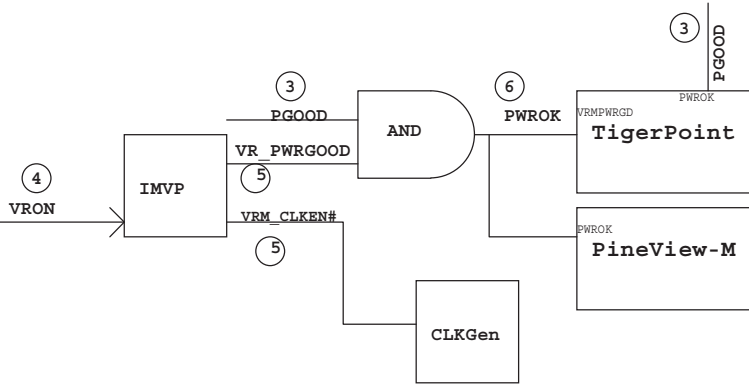 3
PGOOD
3
PGOOD
6
PWROK
PWROK
VRMPWRGD
TigerPoint
AND
VR_PWRGOOD
5
4
VRON
IMVP
VRM_CLKEN#
5
PWROK
PineView-M
CLKGen